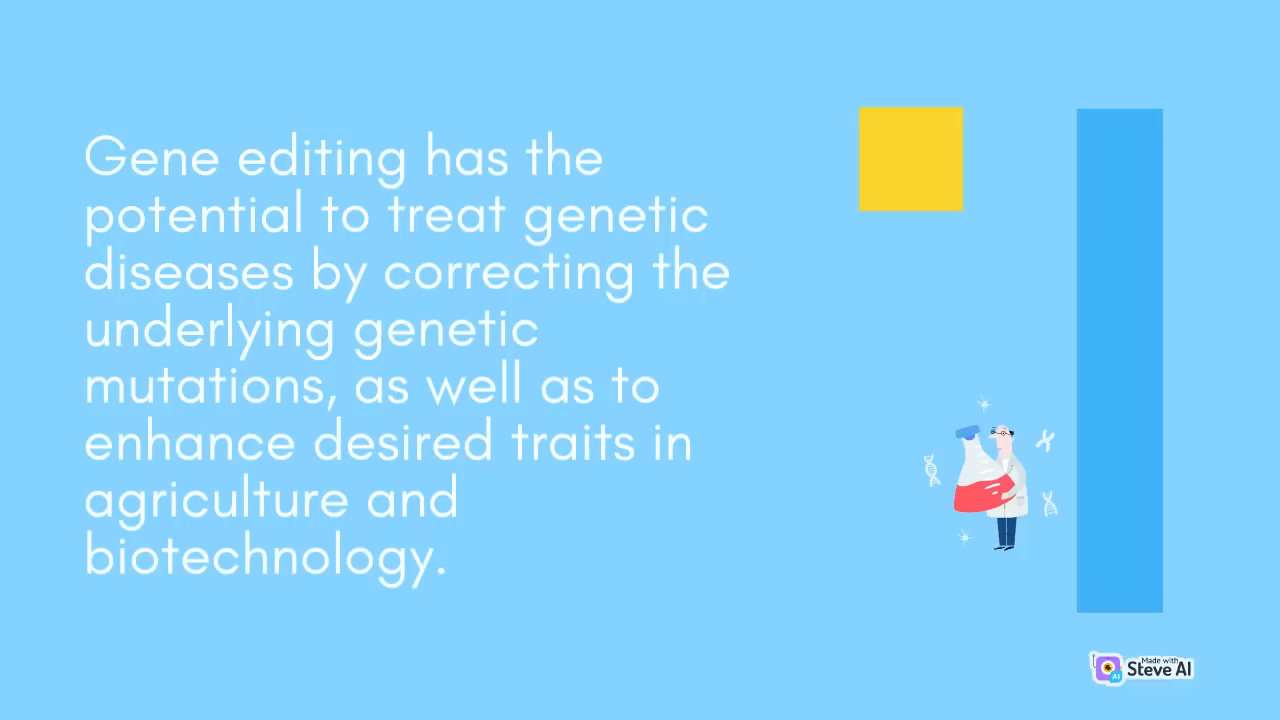 Gene editing has the
potential to treat genetic
diseases by correcting the
underlying genetic
mutations, as well as to
enhance desired traits in
agriculture and
biotechnology.
Made with
Steve AI
AI